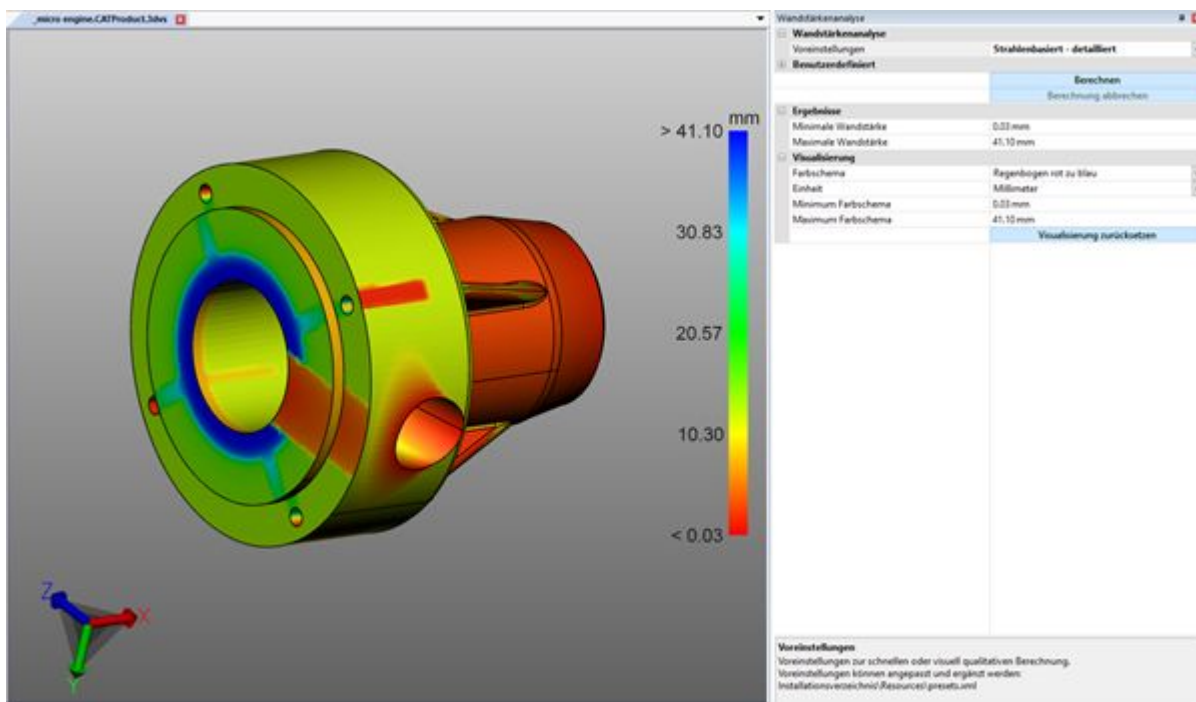 _micro engine.CATProduct.3dvs
mm
> 41.10
30.83
20.57
10.30
< 0.03
Z
X
Y
Wandstärkenanalyse
Wandstärkenanalyse
Voreinstellungen Strahlenbasiert - detailliert
Benutzerdefiniert
Berechnen
Berechnung abbrechen
Ergebnisse
Minimale Wandstärke 0.03 mm
Maximale Wandstärke 41.10 mm
Visualisierung
Farbschema Regenbogen rot zu blau
Einheit Millimeter
Minimum Farbschema 0.03 mm
Maximum Farbschema 41.10 mm
Visualisierung zurücksetzen
Voreinstellungen
Voreinstellungen zur schnellen oder visuell qualitativen Berechnung.
Voreinstellungen können angepasst und ergänzt werden:
Installationsverzeichnis\Resources\presets.xml